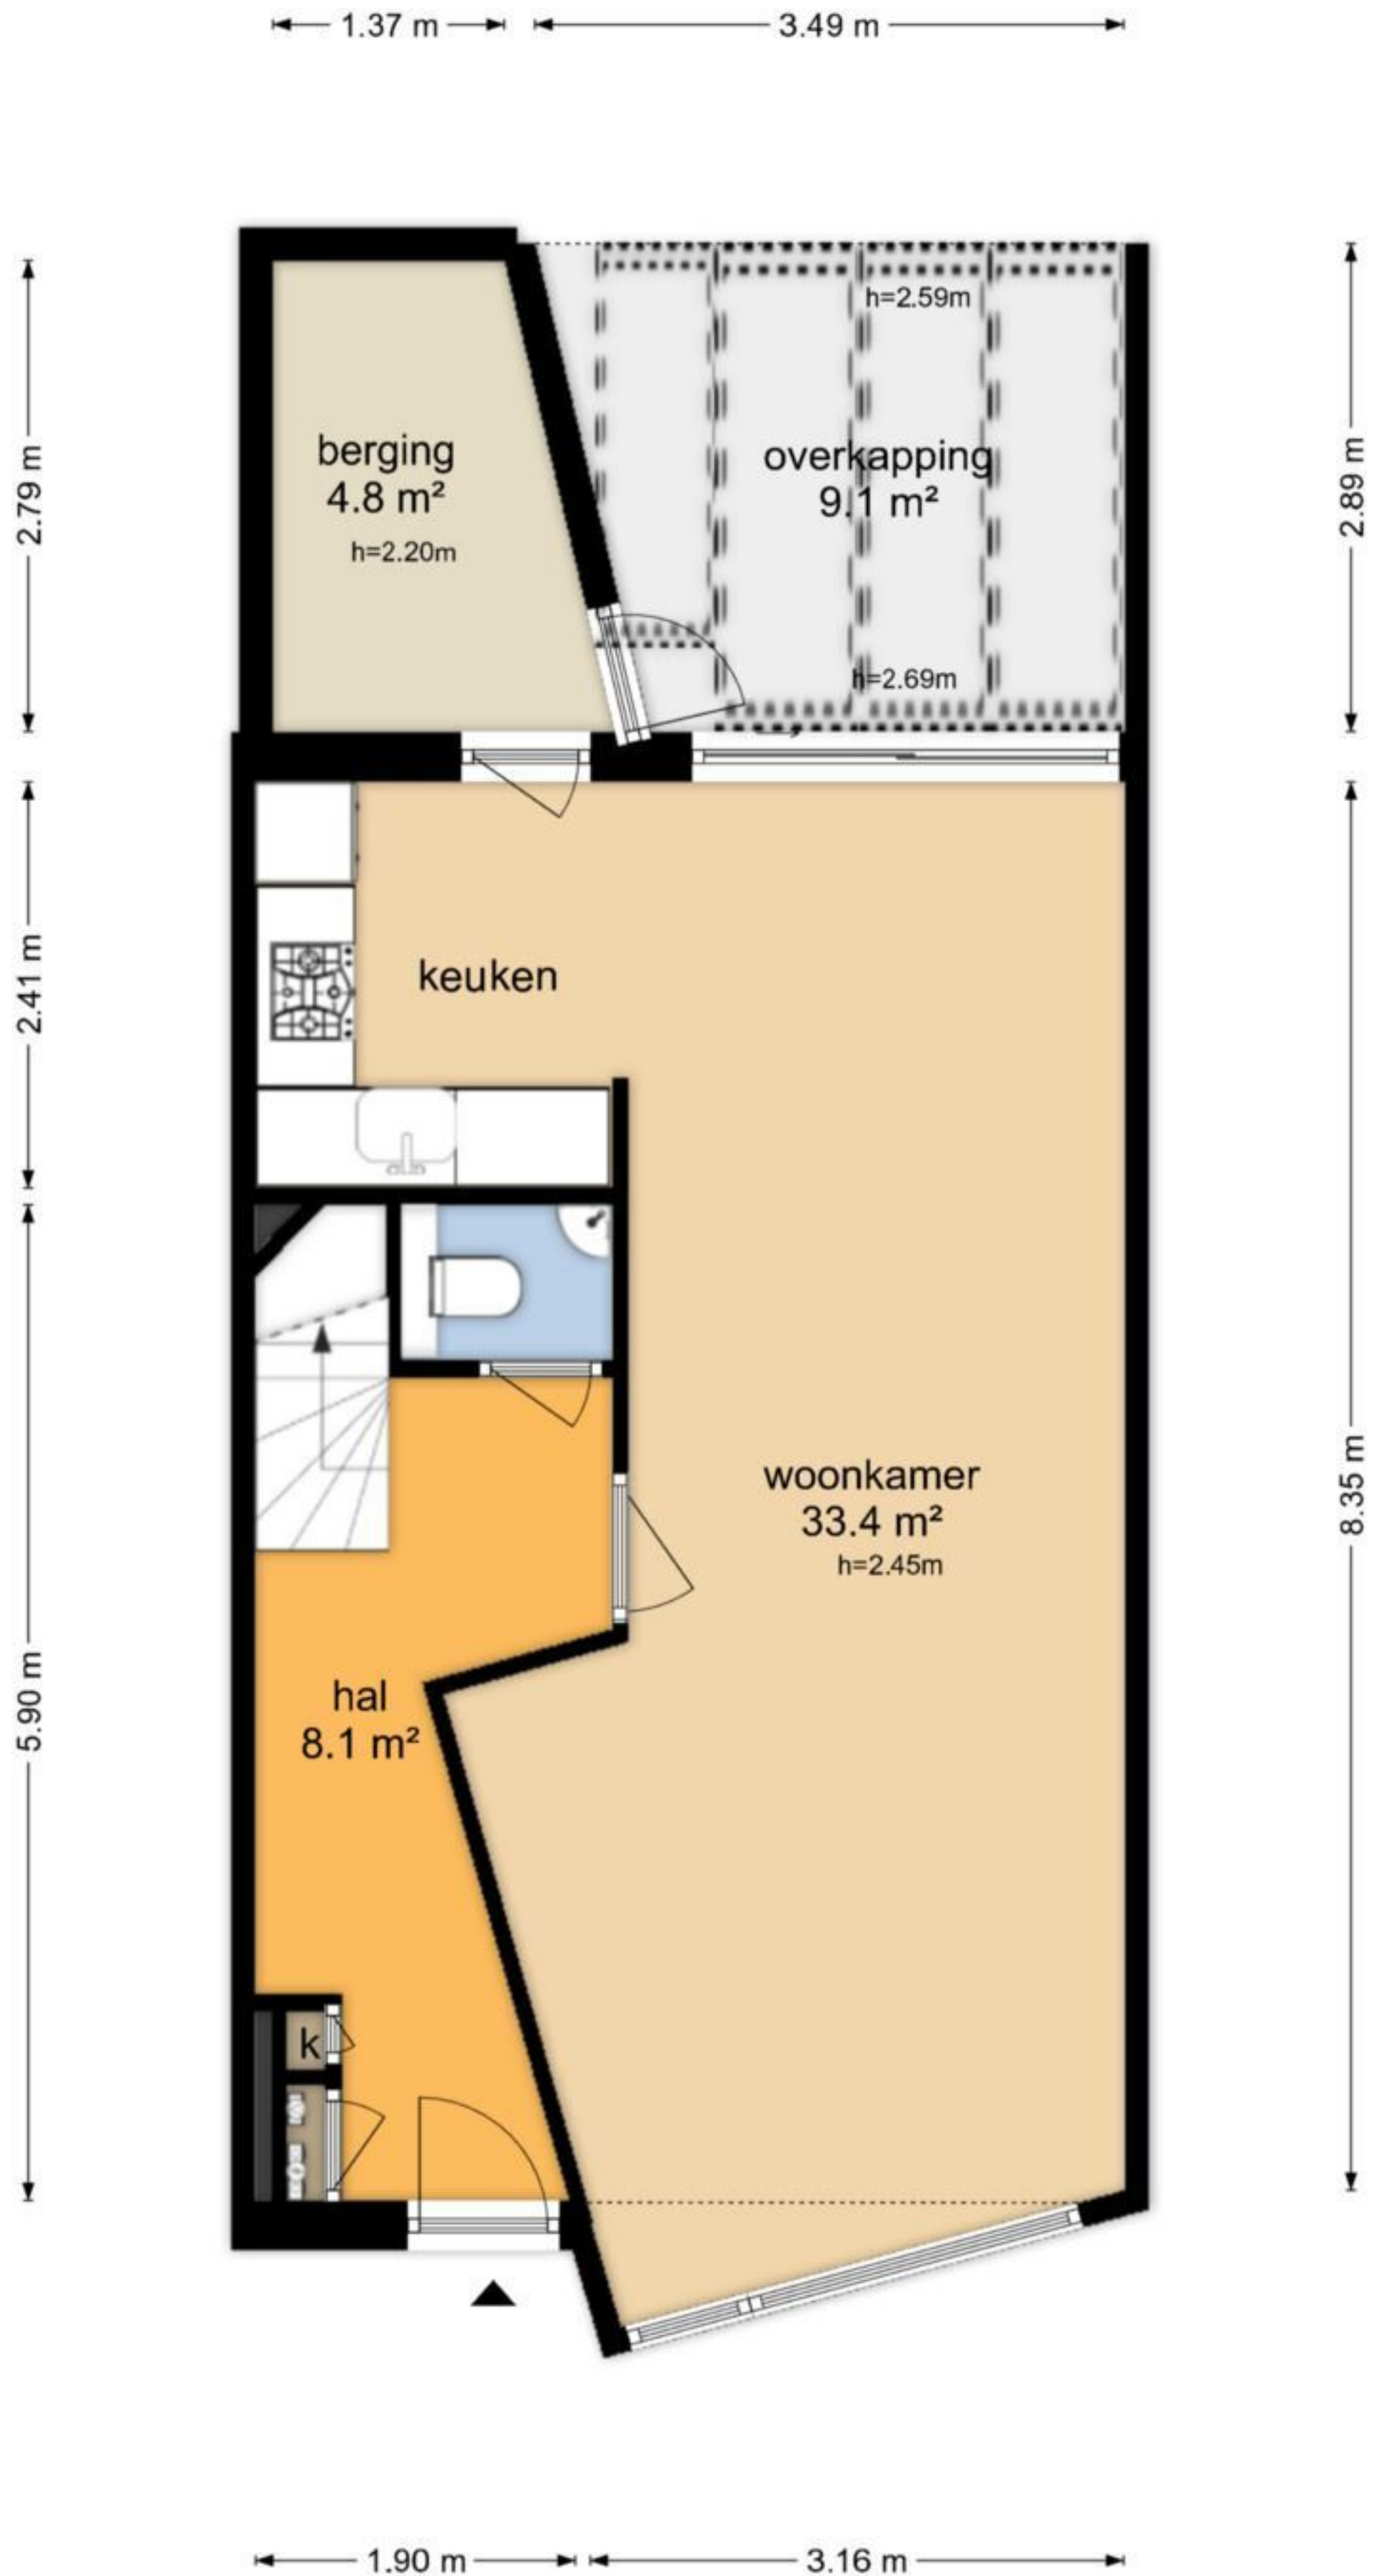 1.37 m
3.49 m
h=2.59m
berging
4.8 m²
h=2.20m
overkapping
9.1 m²
2.79 m
2.89 m
h=2.69m
keuken
2.41 m
woonkamer
33.4 m²
h=2.45m
8.35 m
hal
8.1 m²
5.90 m
k
1.90 m
3.16 m